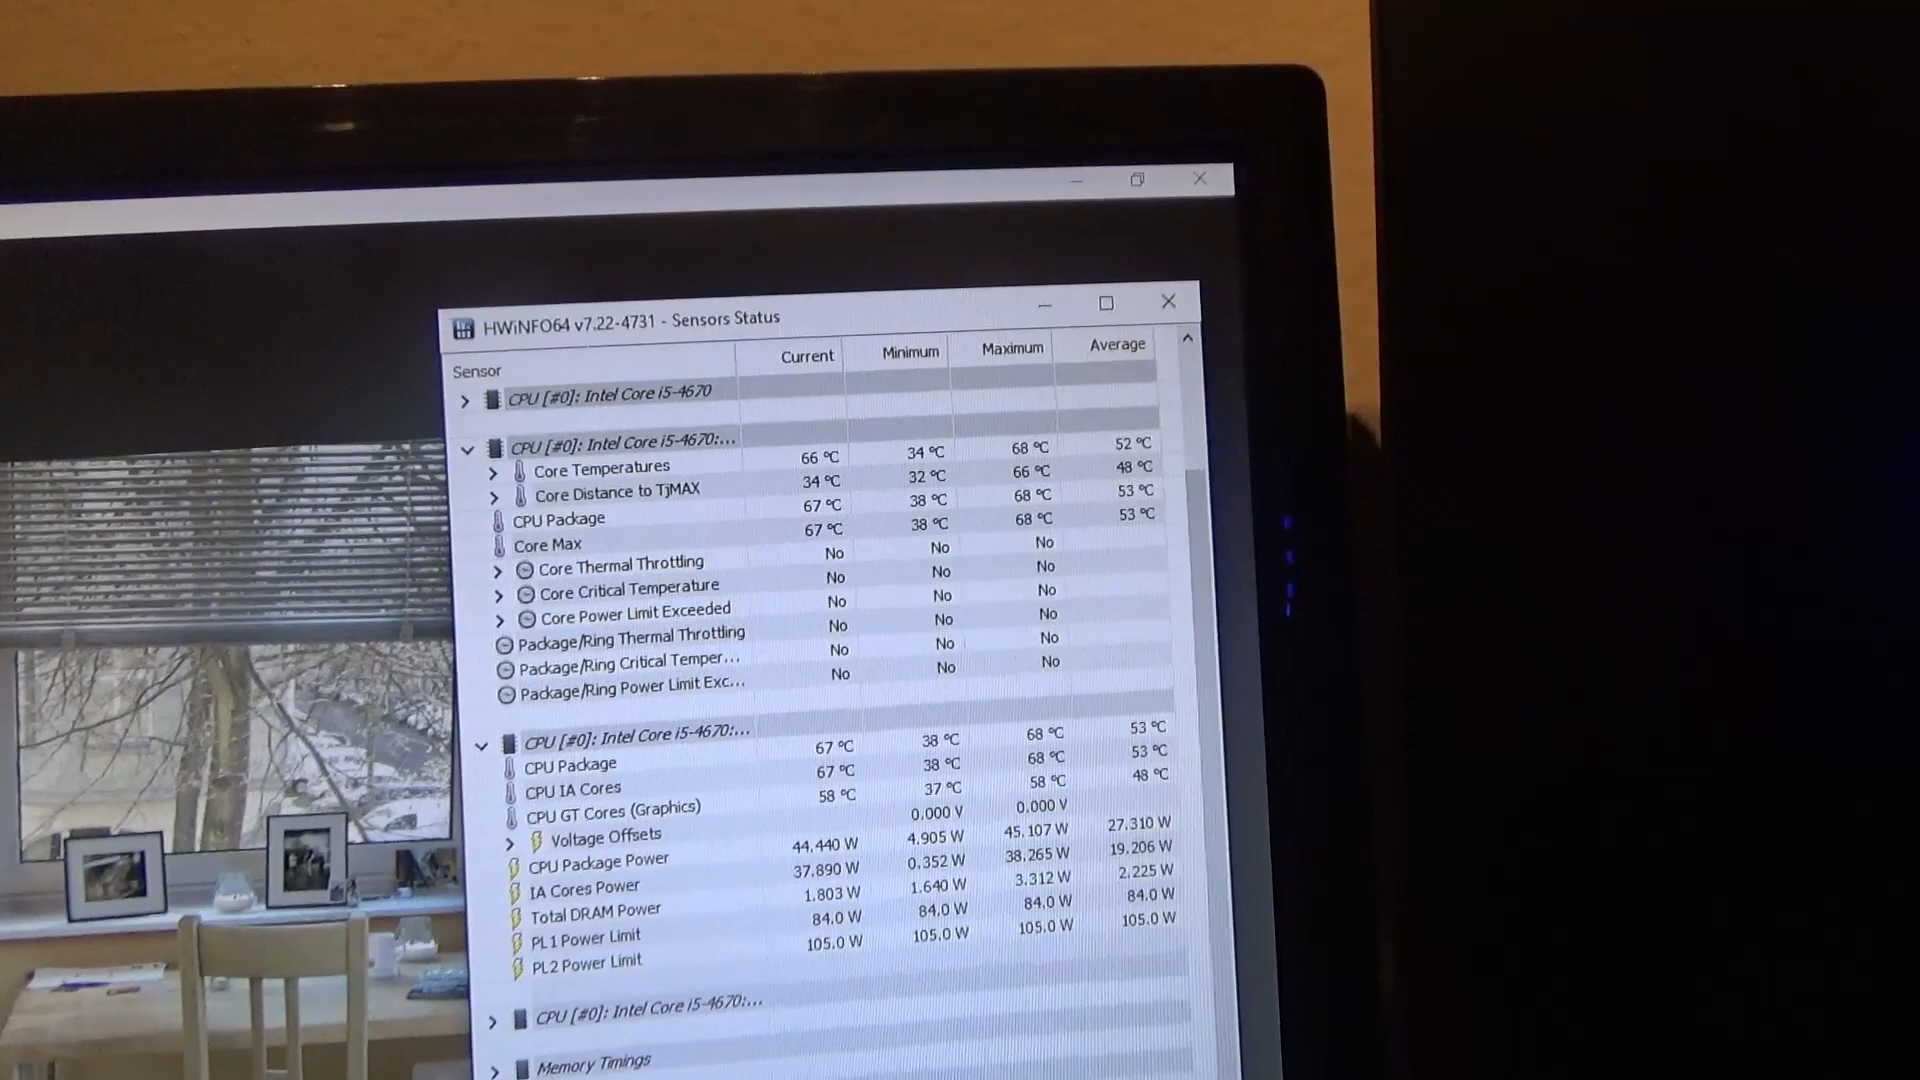 HWiNFO64 v7.22-4731 - Sensors Status
Sensor Current Minimum Maximum Average
CPU [#0]: Intel Core i5-4670
CPU [#0]: Intel Core i5-4670:...
Core Temperatures 66 °C 34 °C 68 °C 52 °C
Core Distance to TjMAX 34 °C 32 °C 66 °C 48 °C
CPU Package 67 °C 38 °C 68 °C 53 °C
Core Max 67 °C 38 °C 68 °C 53 °C
Core Thermal Throttling No No No
Core Critical Temperature No No No
Core Power Limit Exceeded No No No
Package/Ring Thermal Throttling No No No
Package/Ring Critical Temper... No No No
Package/Ring Power Limit Exc... No No No
CPU [#0]: Intel Core i5-4670:...
CPU Package 67 °C 38 °C 68 °C 53 °C
CPU IA Cores 67 °C 38 °C 68 °C 53 °C
CPU GT Cores (Graphics) 58 °C 37 °C 58 °C 48 °C
Voltage Offsets 0.000 V 0.000 V
CPU Package Power 44.440 W 4.905 W 45.107 W 27.310 W
IA Cores Power 37.890 W 0.352 W 38.265 W 19.206 W
Total DRAM Power 1.803 W 1.640 W 3.312 W 2.225 W
PL1 Power Limit 84.0 W 84.0 W 84.0 W 84.0 W
PL2 Power Limit 105.0 W 105.0 W 105.0 W 105.0 W
CPU [#0]: Intel Core i5-4670:...
Memory Timings